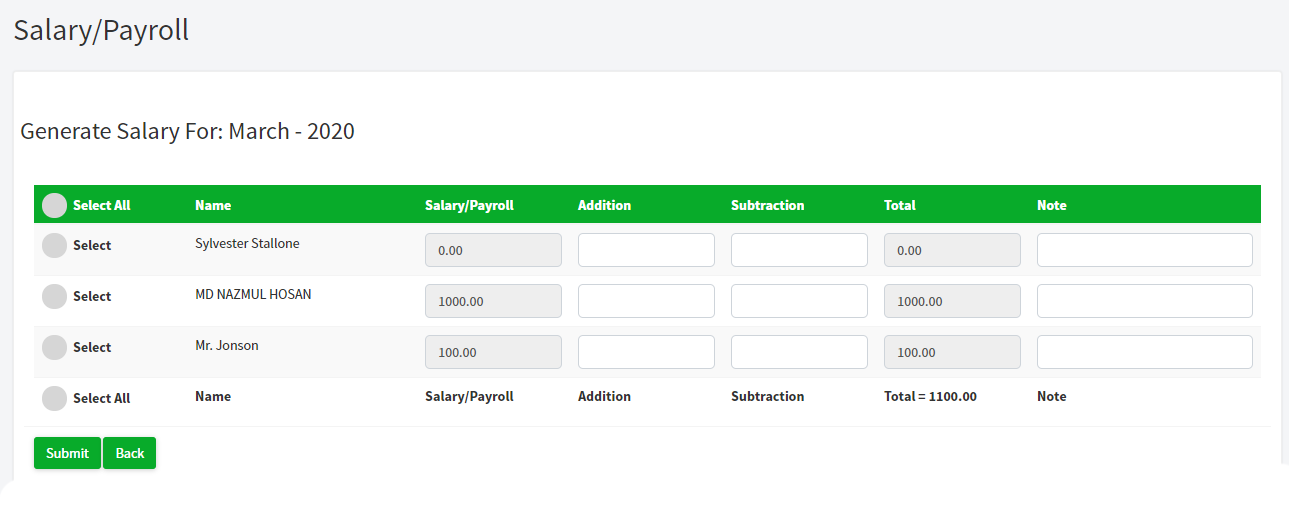 Salary/Payroll
Generate Salary For: March - 2020
Select All Name Salary/Payroll Addition Subtraction Total Note
Select Sylvester Stallone 0.00 0.00
Select MD NAZMUL HOSAN 1000.00 1000.00
Select Mr. Jonson 100.00 100.00
Select All Name Salary/Payroll Addition Subtraction Total = 1100.00 Note
Submit Back